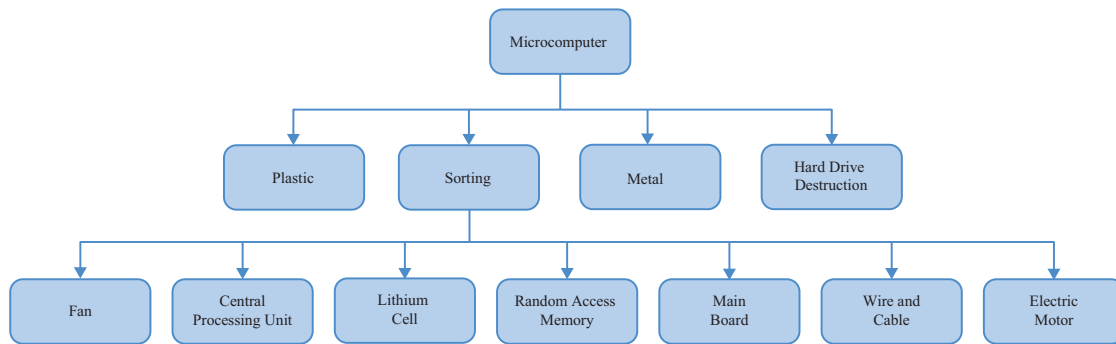 Microcomputer
Plastic
Sorting
Metal
Hard Drive
Destruction
Fan
Central
Processing Unit
Lithium
Cell
Random Access
Memory
Main
Board
Wire and
Cable
Electric
Motor